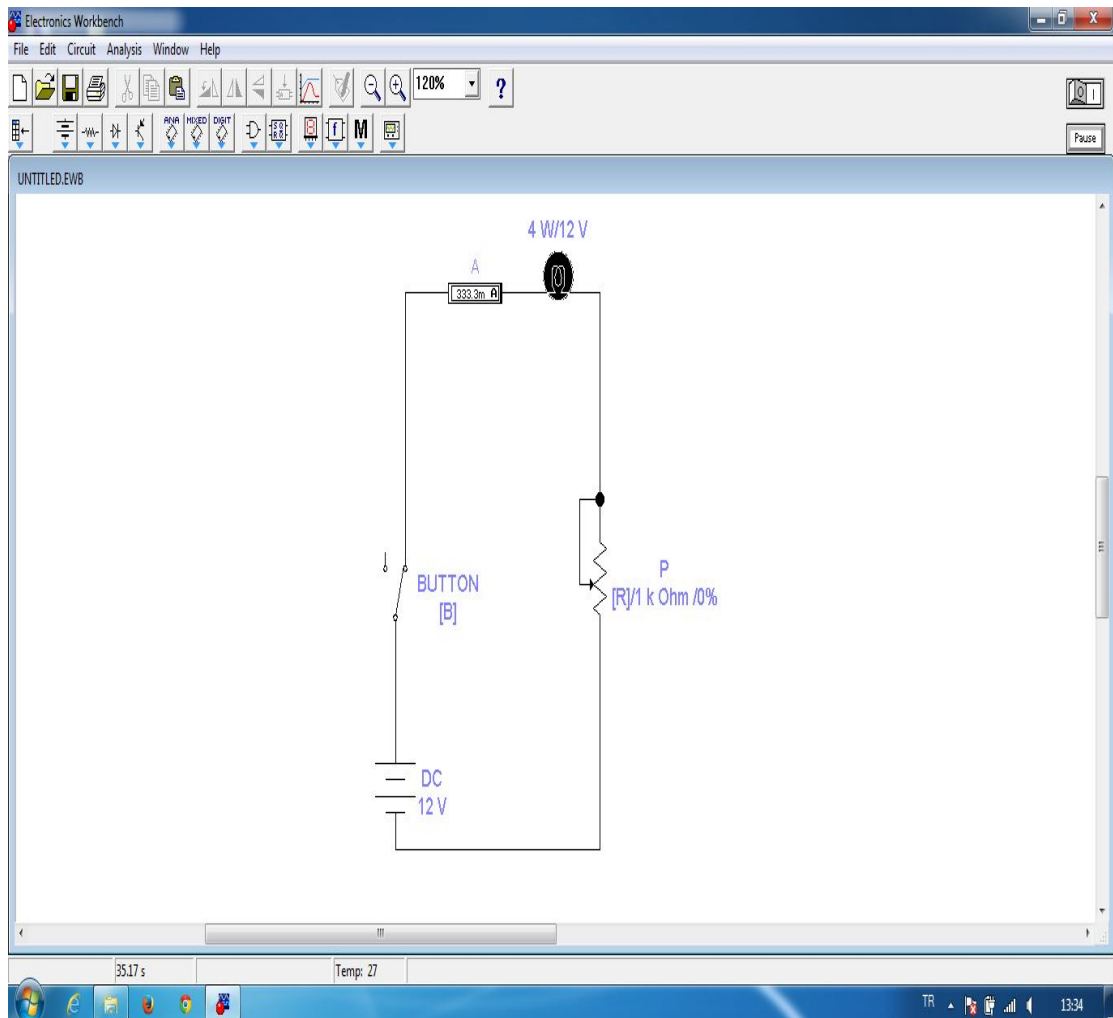 Electronics Workbench
File Edit Circuit Analysis Window Help
120%
?
ANA MIXED DIGIT
M
Pause
UNTITLED.EWB
4 W/12 V
A
333.3m A
BUTTON
[B]
P
[R]/1 k Ohm /0%
DC
12 V
35.17 s
Temp: 27
TR
13:34